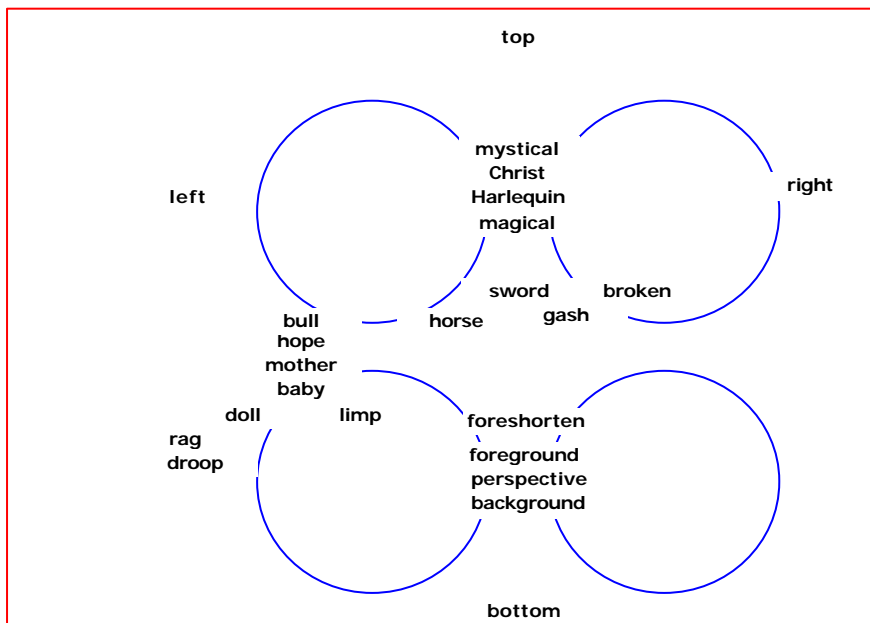 top
mystical
Christ
left
Harlequin
right
magical
sword
broken
gash
bull
horse
hope
mother
baby
doll
limp
foreshorten
rag
droop
foreground
perspective
background
bottom